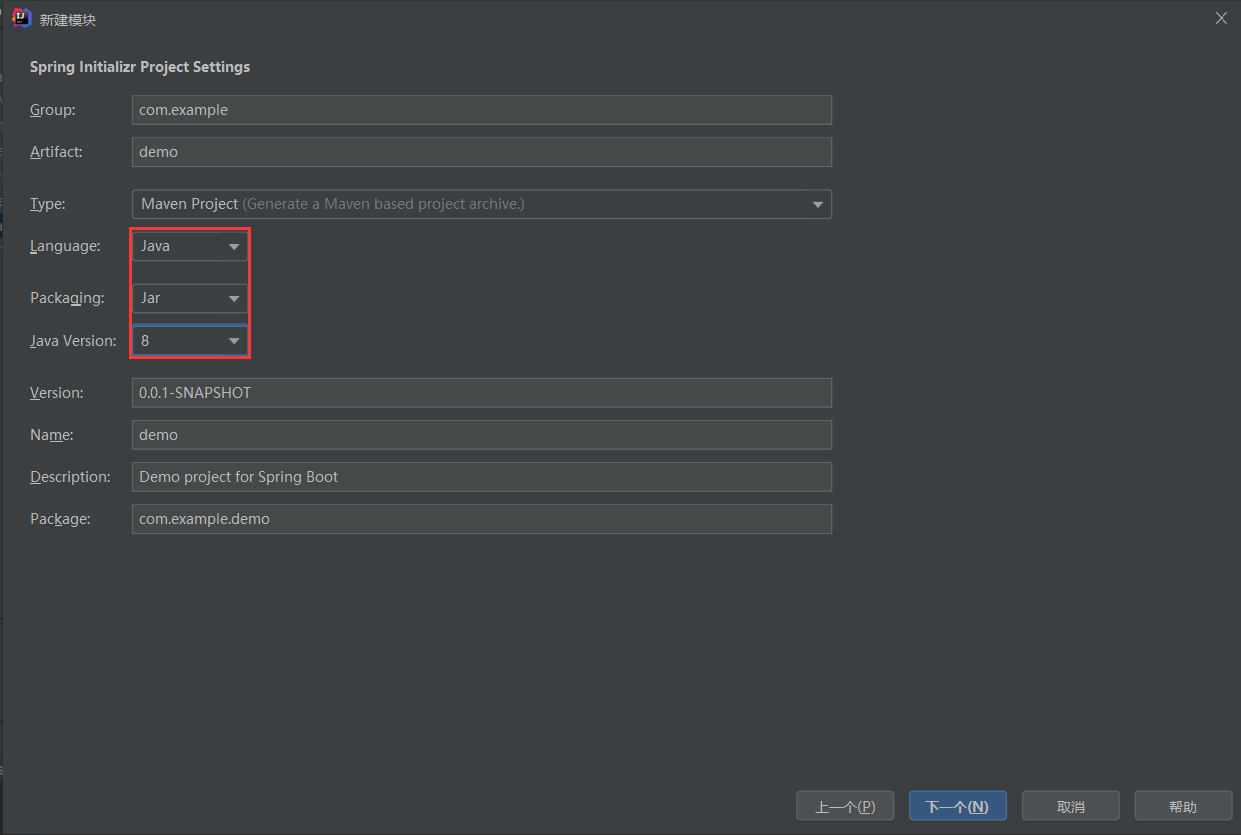 新建模块
Spring Initializr Project Settings
Group: com.example
Artifact: demo
Type: Maven Project (Generate a Maven based project archive.)
Language: Java
Packaging: Jar
Java Version: 8
Version: 0.0.1-SNAPSHOT
Name: demo
Description: Demo project for Spring Boot
Package: com.example.demo
上一个(P) 下一个(N) 取消 帮助